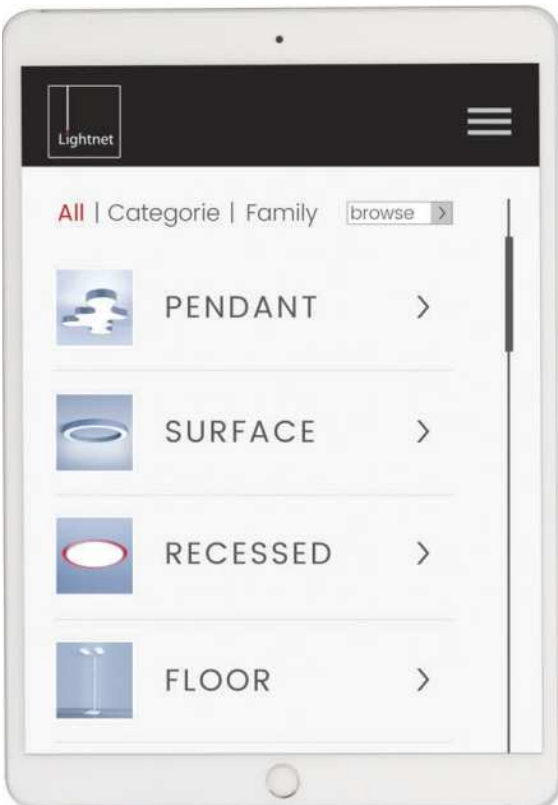 Lightnet
All | Categorie | Family browse >
PENDANT >
SURFACE >
RECESSED >
FLOOR >